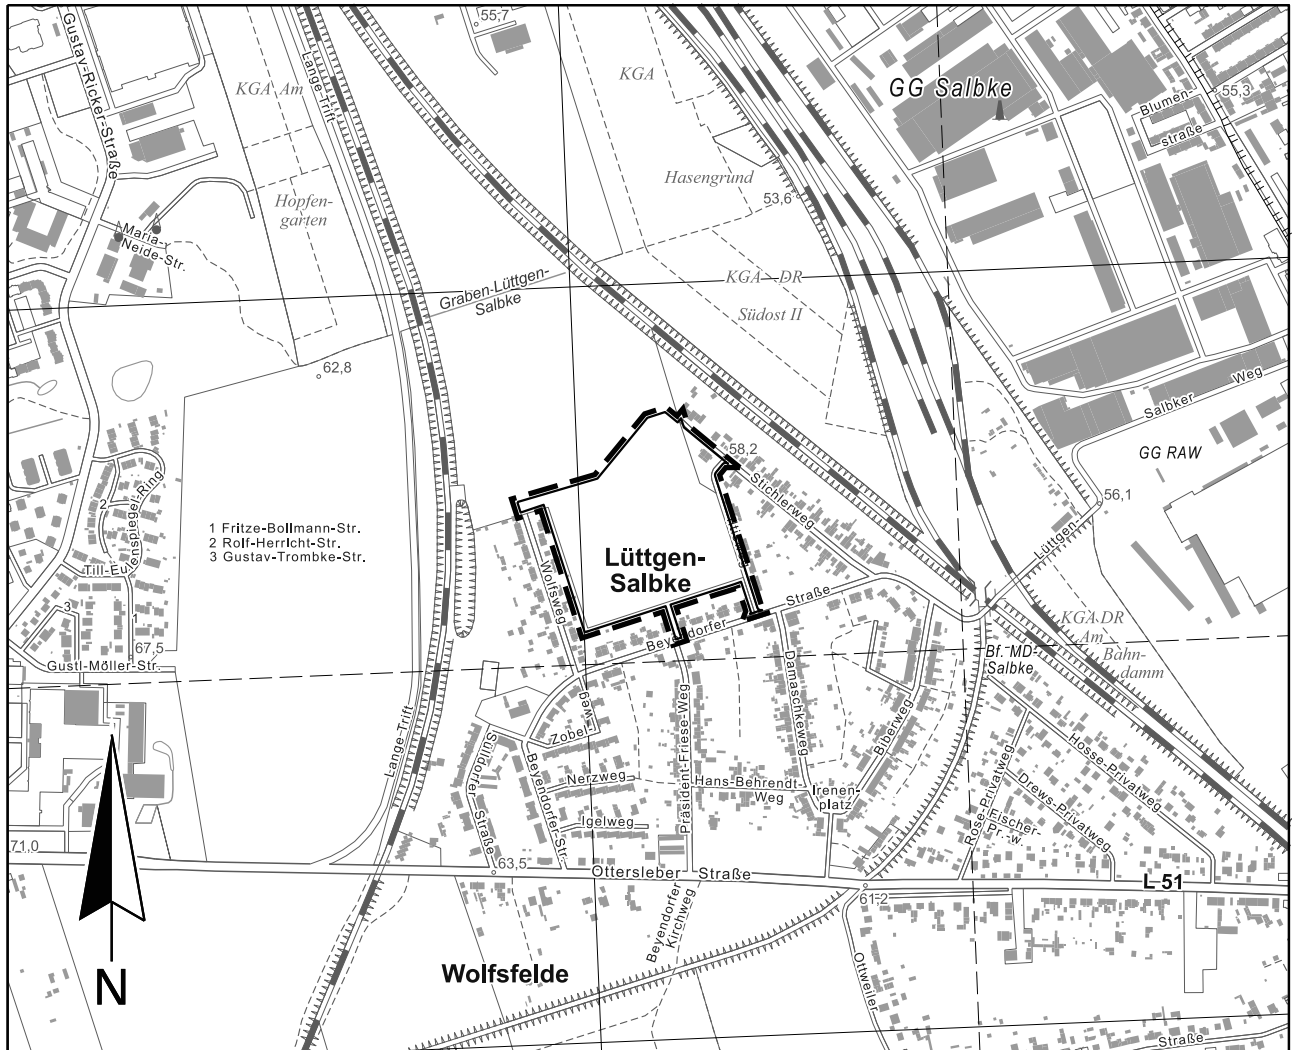 55,7
Gustav-Ricker-Straße
Lange-Trift
KGA Am
KGA
GG Salbke
55,3
Blumen-
straße
Hasengrund
53,6
Hopfen-
garten
Maria-
Neide-Str.
KGA DR
Südost II
Graben-Lüttgen-
Salbke
62,8
Salbker Weg
58,2
GG RAW
56,1
Stichlerweg
Lüttgen-
2
Till-Eulenspiegel-Ring
1 Fritze-Bollmann-Str.
2 Rolf-Herricht-Str.
3 Gustav-Trombke-Str.
Lüttgen-
Salbke
Wolfsweg
3
1
Beyendorfer Straße
67,5
Gustl-Möller-Str.
KGA DR
Am
Bahn-
damm
Bf. MD-
Salbke
Lange-Trift
Zobel-
weg
Sülldorfer Straße
Beyendorfer-Str.
Nerzweg
Igelweg
Präsident-Friese-Weg
Damaschkeweg
Hans-Behrendt-
Weg
Irenen-
platz
Biberweg
Rose-Privatweg
Hosse-Privatweg
Drews-Privatweg
Fischer-
Pr.-w.
71,0
63,5
Ottersleber Straße
61,2
L 51
Beyendorfer
Kirchweg
Wolfsfelde
Ottweiler
Straße
N